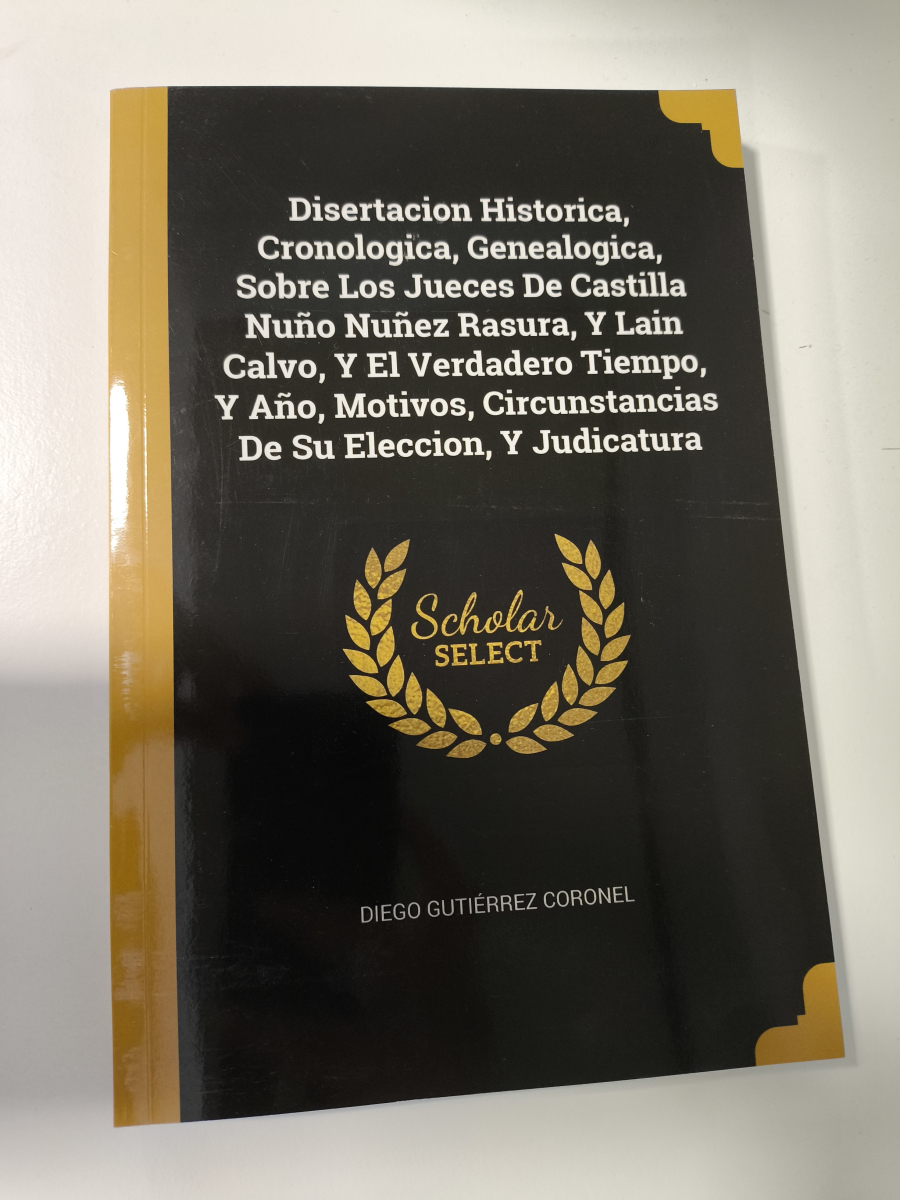 Disertacion Historica,
Cronologica, Genealogica,
Sobre Los Jueces De Castilla
Nuño Nuñez Rasura, Y Lain
Calvo, Y El Verdadero Tiempo,
Y Año, Motivos, Circunstancias
De Su Eleccion, Y Judicatura
Scholar
SELECT
DIEGO GUTIÉRREZ CORONEL